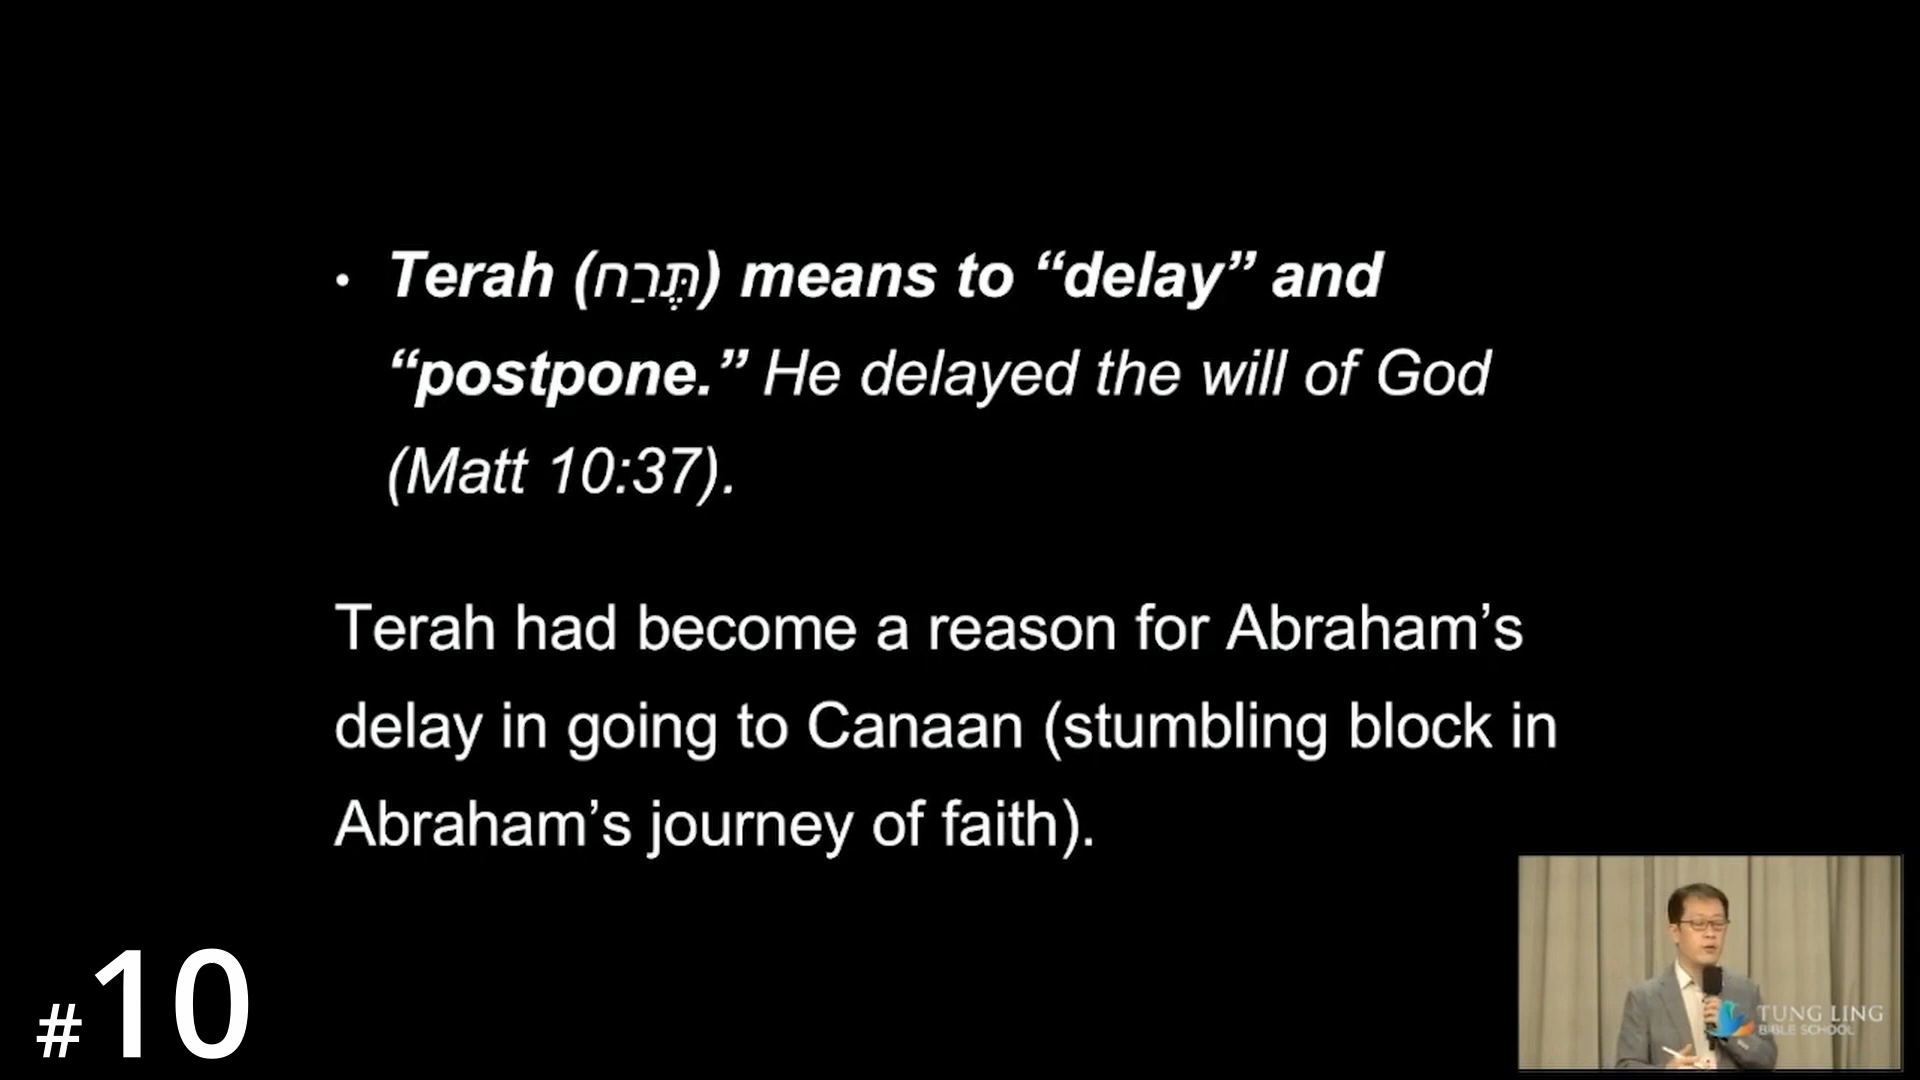 • Terah (תֶּרַח) means to “delay” and
“postpone.” He delayed the will of God
(Matt 10:37).
Terah had become a reason for Abraham’s
delay in going to Canaan (stumbling block in
Abraham’s journey of faith).
#10
TUNG LING
BIBLE SCHOOL